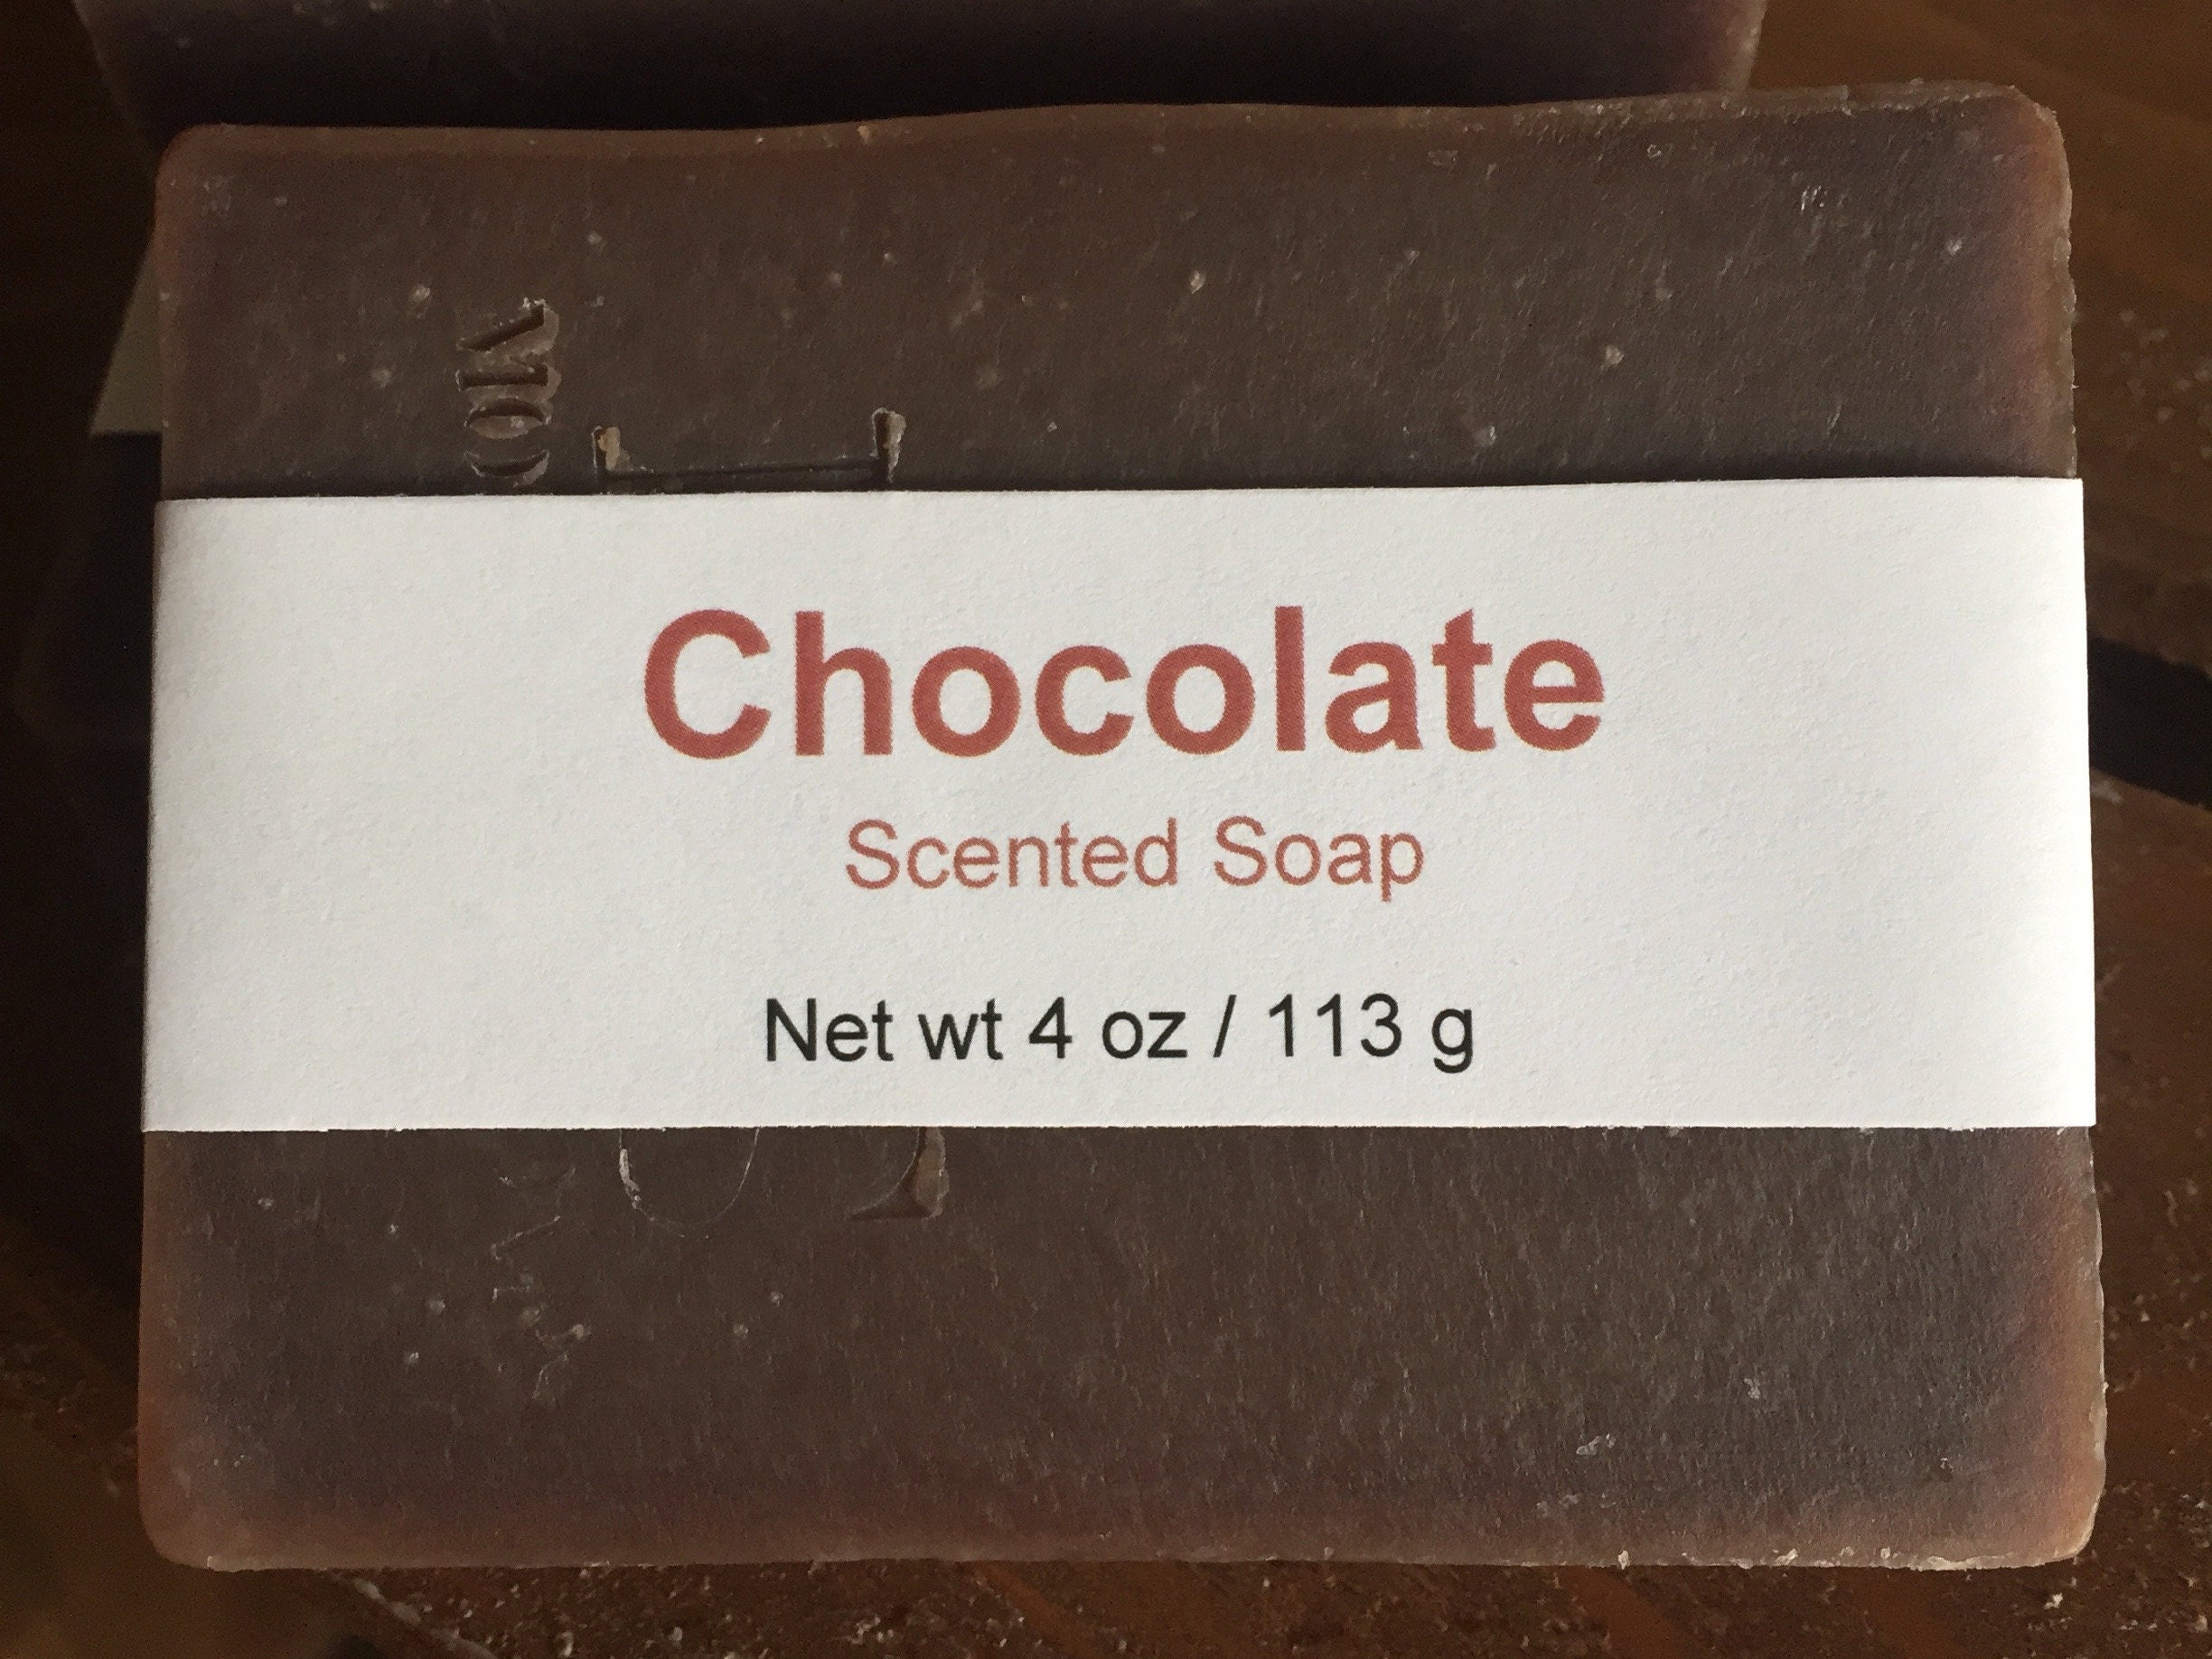 Chocolate
Scented Soap
Net wt 4 oz / 113 g